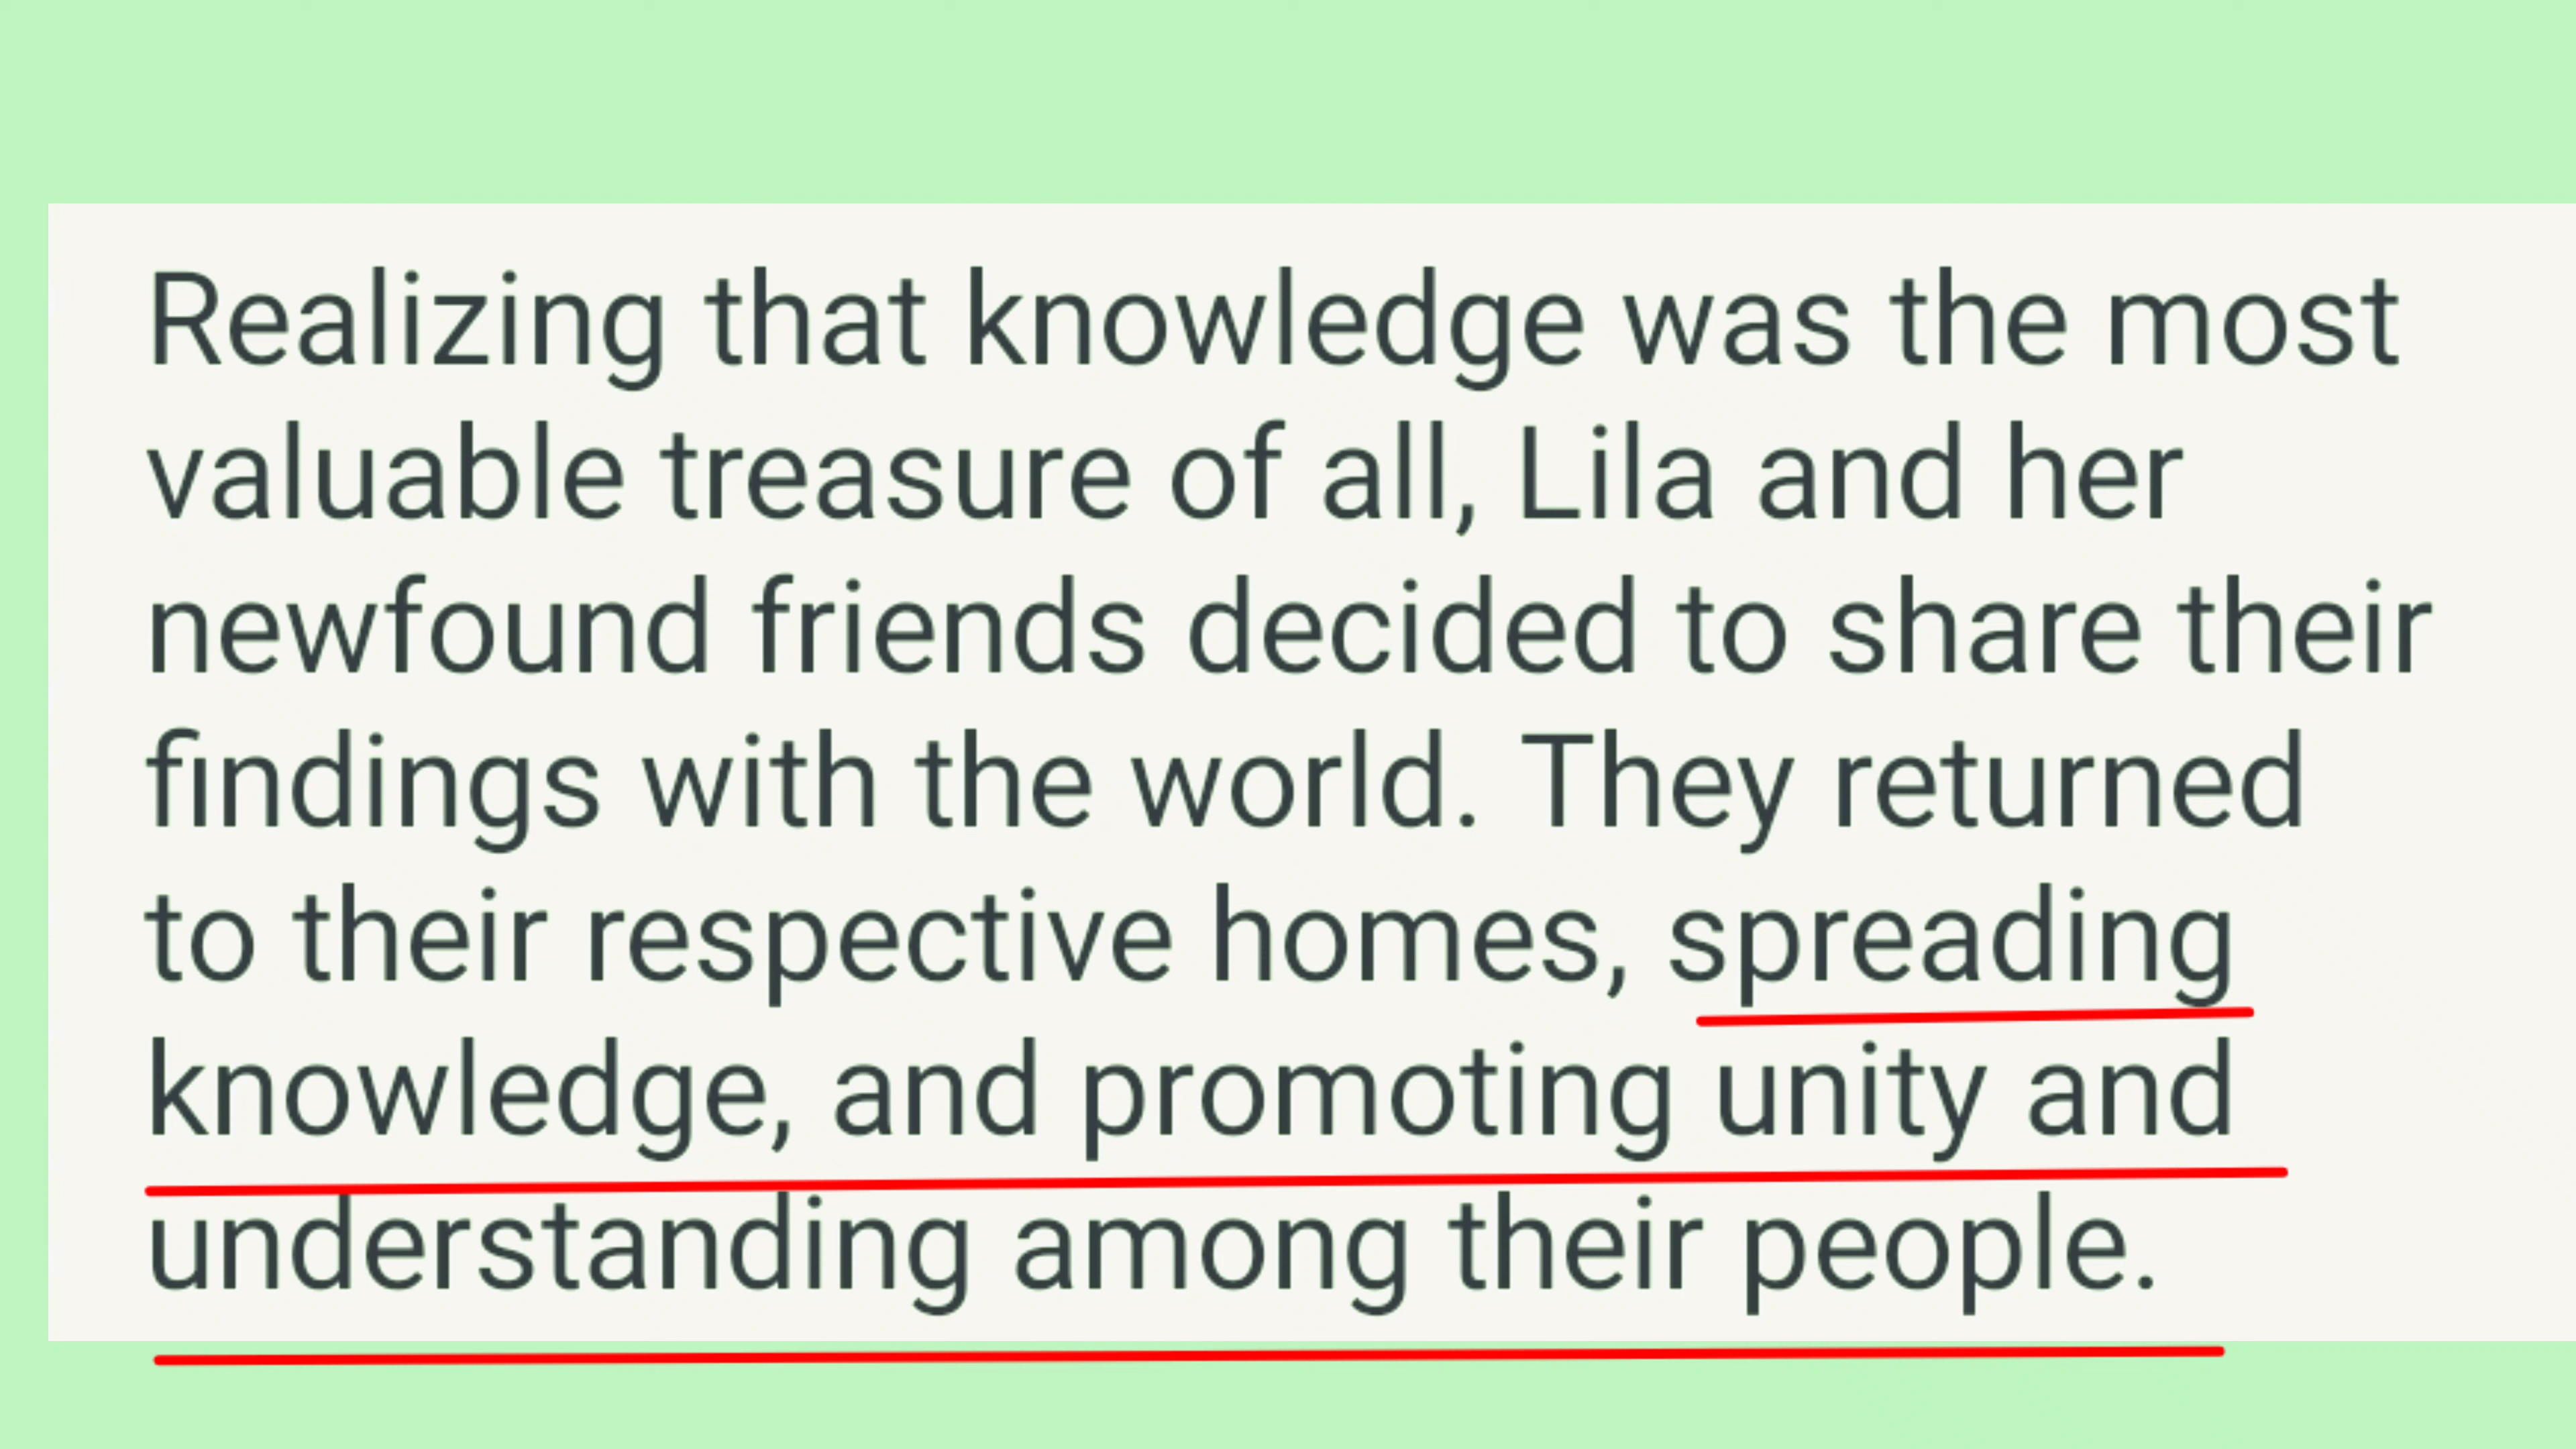 Realizing that knowledge was the most
valuable treasure of all, Lila and her
newfound friends decided to share their
findings with the world. They returned
to their respective homes, spreading
knowledge, and promoting unity and
understanding among their people.